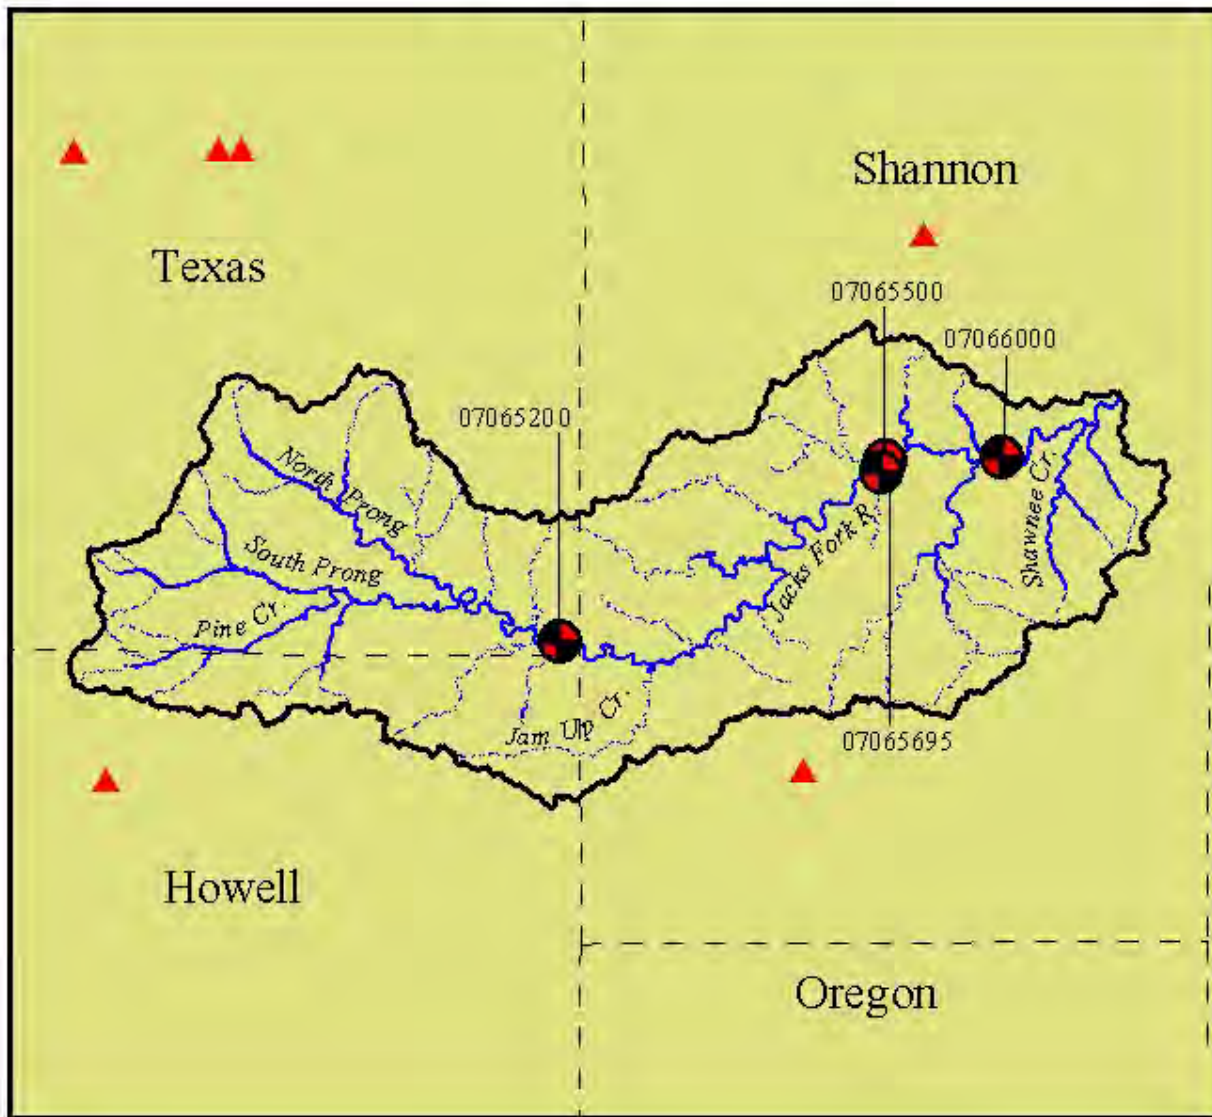 Shannon
Texas
07065500
07066000
07065200
North Prong
South Prong
Pine Cr.
Jacks Fork R.
Shawnee Cr.
Jam Up Cr.
07065695
Howell
Oregon